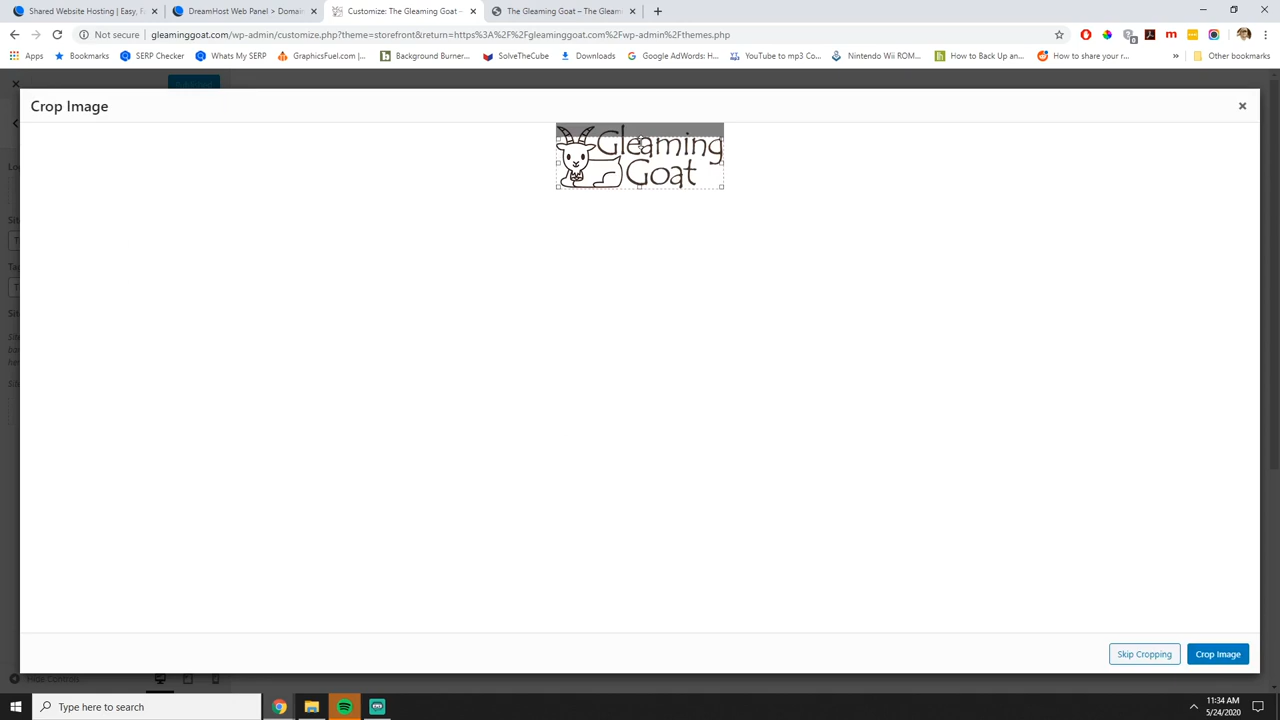 Shared Website Hosting | Easy, F
DreamHost Web Panel > Domai
Customize: The Gleaming Goat –
The Gleaming Goat – The Gleam
Not secure
gleaminggoat.com/wp-admin/customize.php?theme=storefront&return=https%3A%2F%2Fgleaminggoat.com%2Fwp-admin%2Fthemes.php
Apps
Bookmarks
SERP Checker
Whats My SERP
GraphicsFuel.com |...
Background Burner...
SolveTheCube
Downloads
Google AdWords: H...
YouTube to mp3 Co...
Nintendo Wii ROM...
How to Back Up an...
How to share your r...
»
Other bookmarks
Crop Image
Gleaming
Goat
Hide Controls
Skip Cropping
Crop Image
Type here to search
11:34 AM
5/24/2020